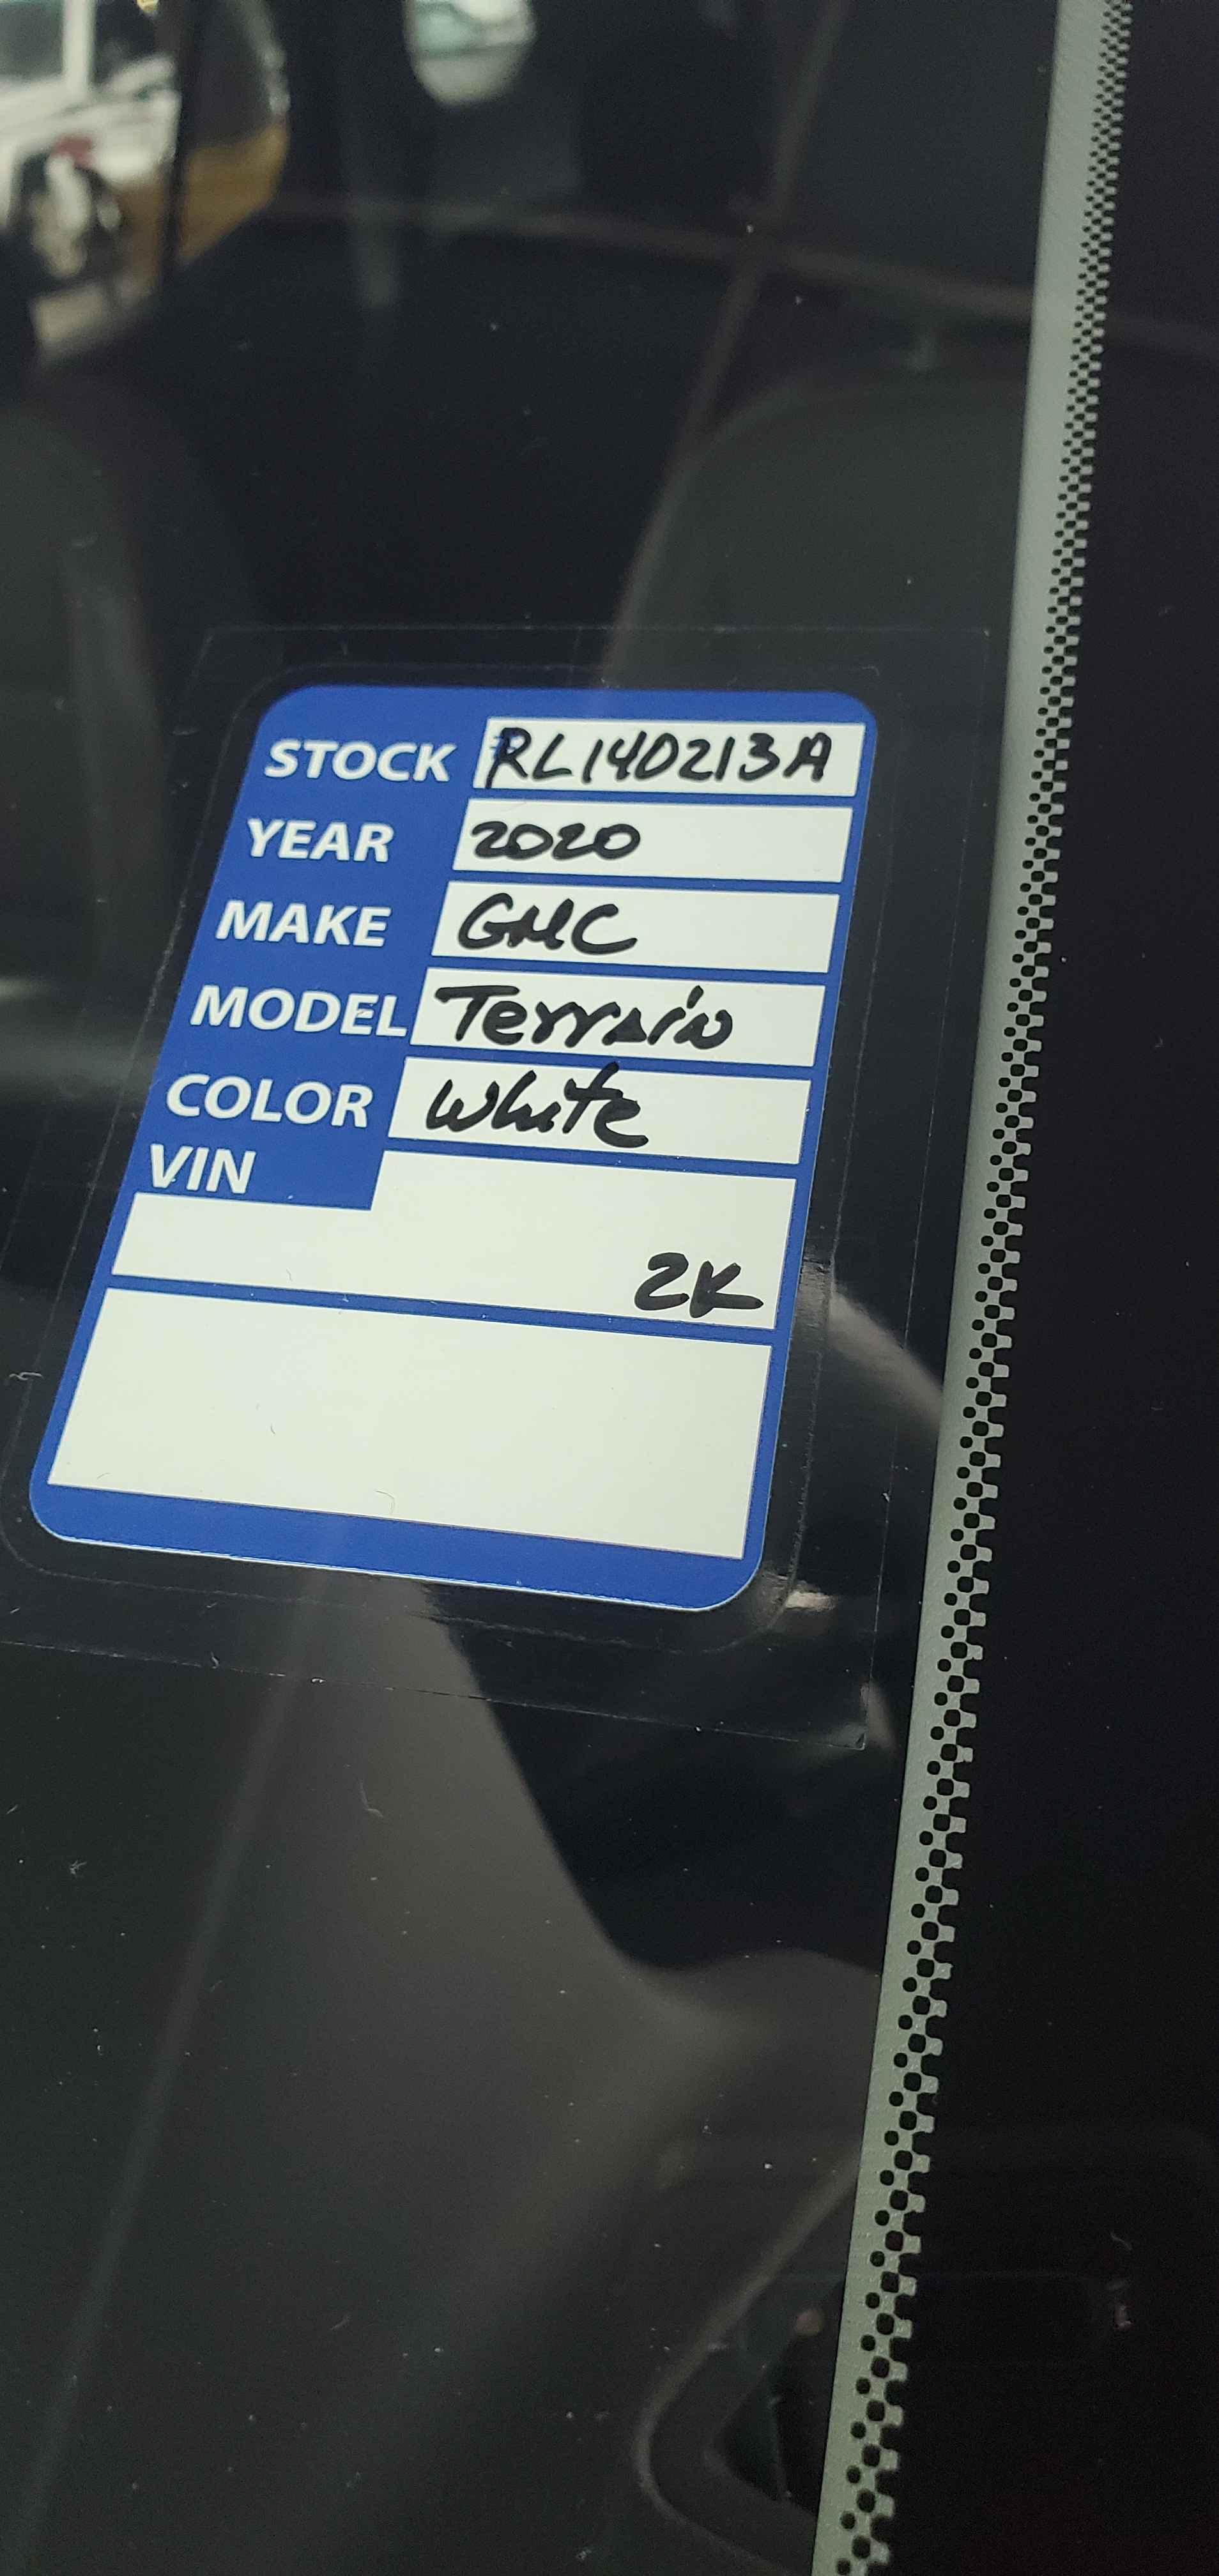 STOCK RL140213A
YEAR 2020
MAKE GMC
MODEL Terrain
COLOR White
VIN
2K